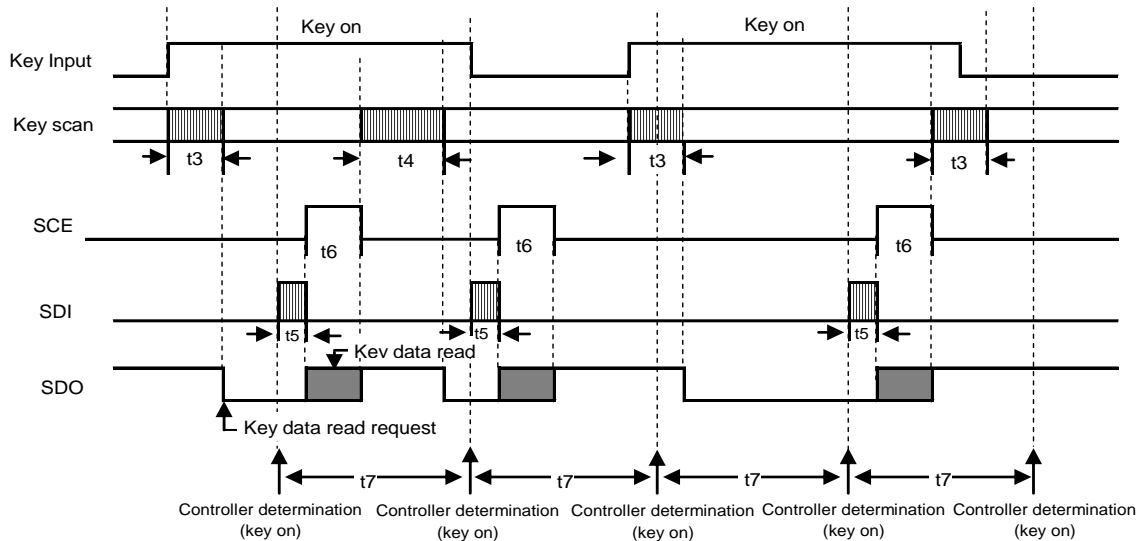 Key on
Key on
Key Input
Key scan
t3
t4
t3
t3
SCE
t6
t6
t6
SDI
t5
t5
t5
Key data read
SDO
Key data read request
t7
t7
t7
t7
Controller determination
(key on)
Controller determination
(key on)
Controller determination
(key on)
Controller determination
(key on)
Controller determination
(key on)